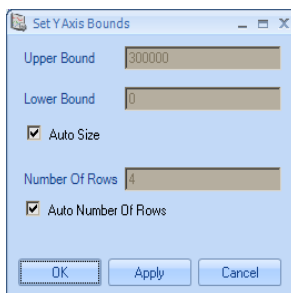 Set Y Axis Bounds
Upper Bound 300000
Lower Bound 0
Auto Size
Number Of Rows 4
Auto Number Of Rows
OK Apply Cancel